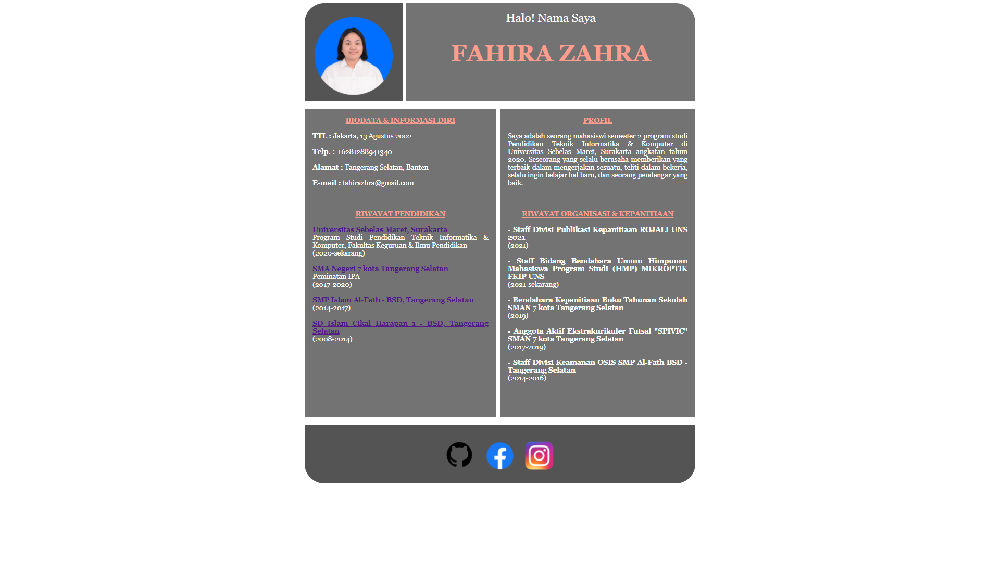 Halo! Nama Saya
FAHIRA ZAHRA
BIODATA & INFORMASI DIRI
TTL : Jakarta, 13 Agustus 2002
Telp. : +6281288941340
Alamat : Tangerang Selatan, Banten
E-mail : fahirazhra@gmail.com
RIWAYAT PENDIDIKAN
Universitas Sebelas Maret, Surakarta
Program Studi Pendidikan Teknik Informatika &
Komputer, Fakultas Keguruan & Ilmu Pendidikan
(2020-sekarang)
SMA Negeri 7 kota Tangerang Selatan
Peminatan IPA
(2017-2020)
SMP Islam Al-Fath - BSD, Tangerang Selatan
(2014-2017)
SD Islam Cikal Harapan 1 - BSD, Tangerang
Selatan
(2008-2014)
PROFIL
Saya adalah seorang mahasiswi semester 2 program studi
Pendidikan Teknik Informatika & Komputer di
Universitas Sebelas Maret, Surakarta angkatan tahun
2020. Seseorang yang selalu berusaha memberikan yang
terbaik dalam mengerjakan sesuatu, teliti dalam bekerja,
selalu ingin belajar hal baru, dan seorang pendengar yang
baik.
RIWAYAT ORGANISASI & KEPANITIAAN
- Staff Divisi Publikasi Kepanitiaan ROJALI UNS
2021
(2021)
- Staff Bidang Bendahara Umum Himpunan
Mahasiswa Program Studi (HMP) MIKROPTIK
FKIP UNS
(2021-sekarang)
- Bendahara Kepanitiaan Buku Tahunan Sekolah
SMAN 7 kota Tangerang Selatan
(2019)
- Anggota Aktif Ekstrakurikuler Futsal "SPIVIC"
SMAN 7 kota Tangerang Selatan
(2017-2019)
- Staff Divisi Keamanan OSIS SMP Al-Fath BSD -
Tangerang Selatan
(2014-2016)